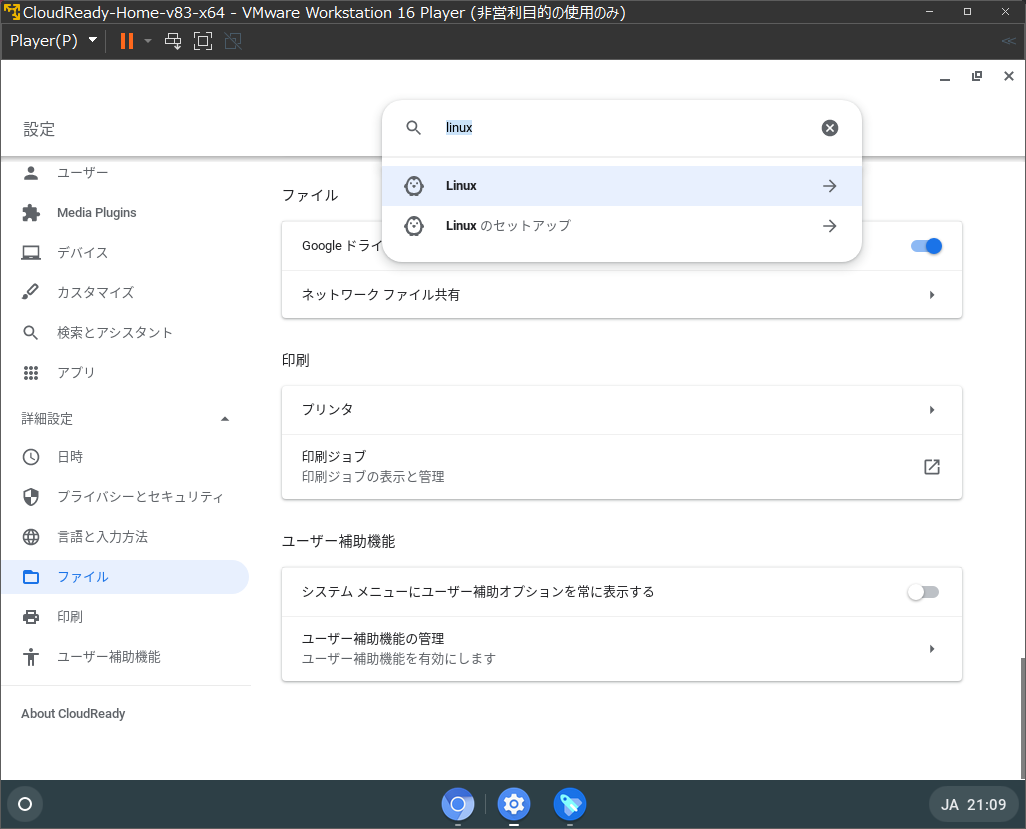 CloudReady-Home-v83-x64 - VMware Workstation 16 Player (非営利目的の使用のみ)
Player(P)
設定
linux
Linux
Linux のセットアップ
ユーザー
Media Plugins
デバイス
カスタマイズ
検索とアシスタント
アプリ
詳細設定
日時
プライバシーとセキュリティ
言語と入力方法
ファイル
印刷
ユーザー補助機能
About CloudReady
ファイル
Google ドライ
ネットワーク ファイル共有
印刷
プリンタ
印刷ジョブ
印刷ジョブの表示と管理
ユーザー補助機能
システム メニューにユーザー補助オプションを常に表示する
ユーザー補助機能の管理
ユーザー補助機能を有効にします
JA 21:09